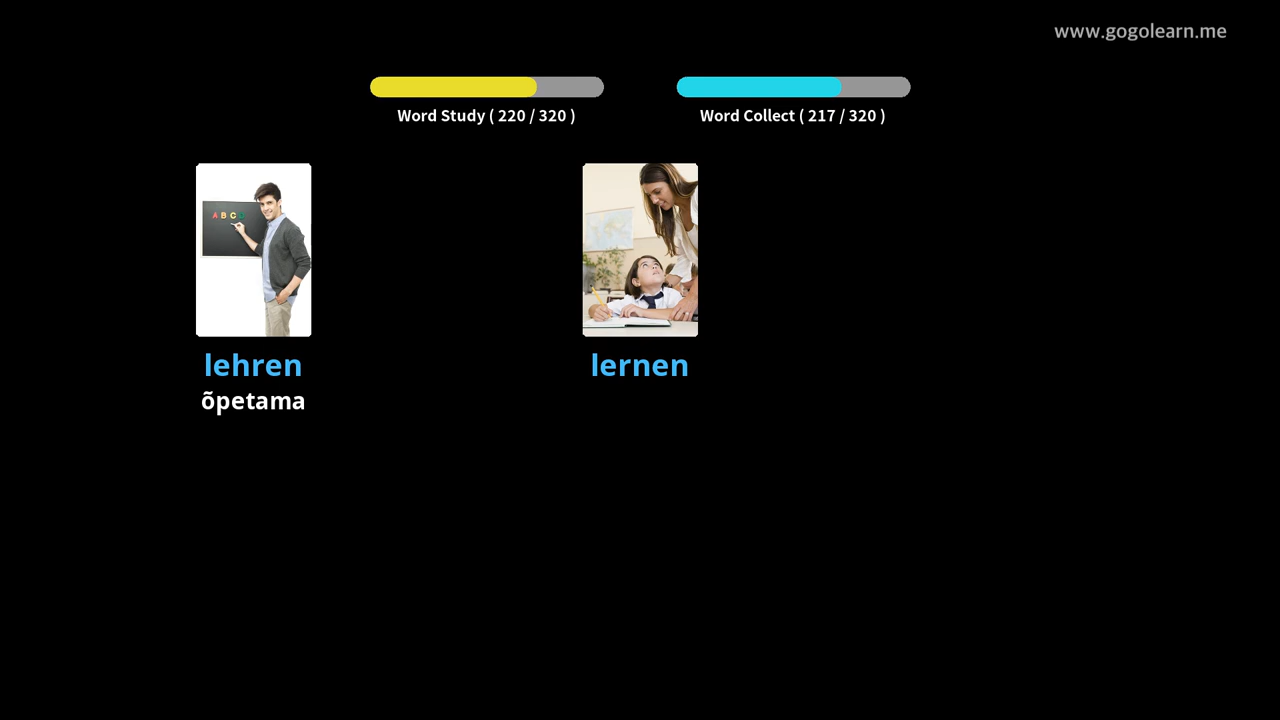 www.gogolearn.me
Word Study ( 220 / 320 )
Word Collect ( 217 / 320 )
A B C D
lehren
õpetama
lernen